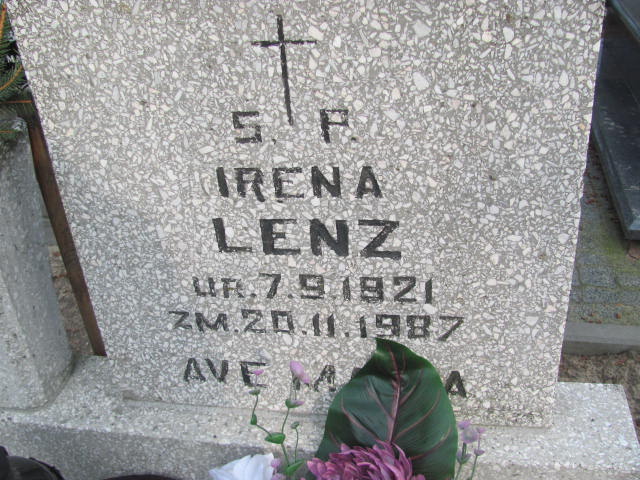 S. P.
IRENA
LENZ
UR. 7.9.1921
ZM. 20.11.1987
AVE